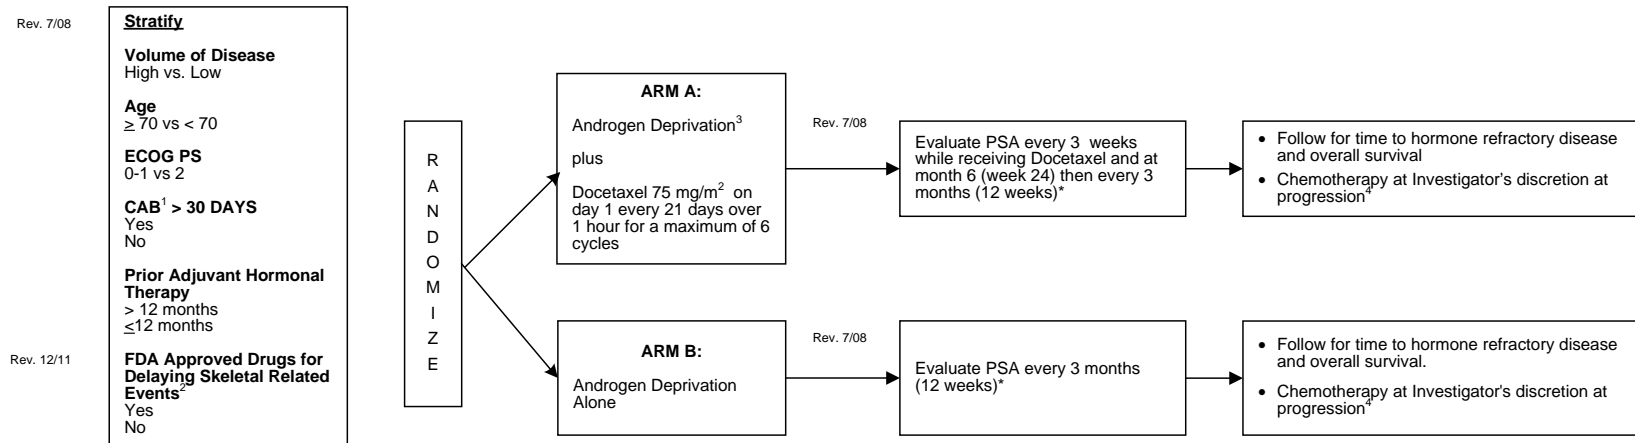 Rev. 7/08
Stratify
Volume of Disease
High vs. Low
Age
≥ 70 vs < 70
ECOG PS
0-1 vs 2
CAB¹ > 30 DAYS
Yes
No
Prior Adjuvant Hormonal
Therapy
> 12 months
≤12 months
Rev. 12/11
FDA Approved Drugs for
Delaying Skeletal Related
Events²
Yes
No
R
A
N
D
O
M
I
Z
E
ARM A:
Androgen Deprivation³
plus
Docetaxel 75 mg/m² on
day 1 every 21 days over
1 hour for a maximum of 6
cycles
Rev. 7/08
Evaluate PSA every 3 weeks
while receiving Docetaxel and at
month 6 (week 24) then every 3
months (12 weeks)*
• Follow for time to hormone refractory disease
and overall survival
• Chemotherapy at Investigator's discretion at
progression⁴
ARM B:
Androgen Deprivation
Alone
Rev. 7/08
Evaluate PSA every 3 months
(12 weeks)*
• Follow for time to hormone refractory disease
and overall survival.
• Chemotherapy at Investigator's discretion at
progression⁴